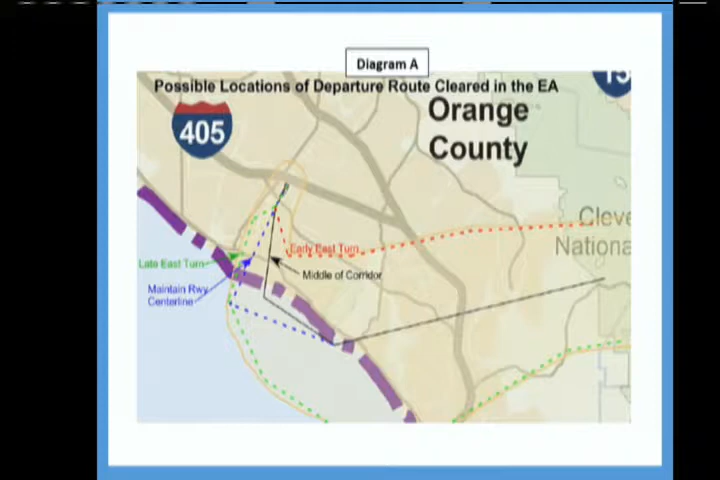 Diagram A
Possible Locations of Departure Route Cleared in the EA
15
Orange
County
405
Cleve
Nationa
Early East Turn
Late East Turn
Middle of Corridor
Maintain Rwy
Centerline